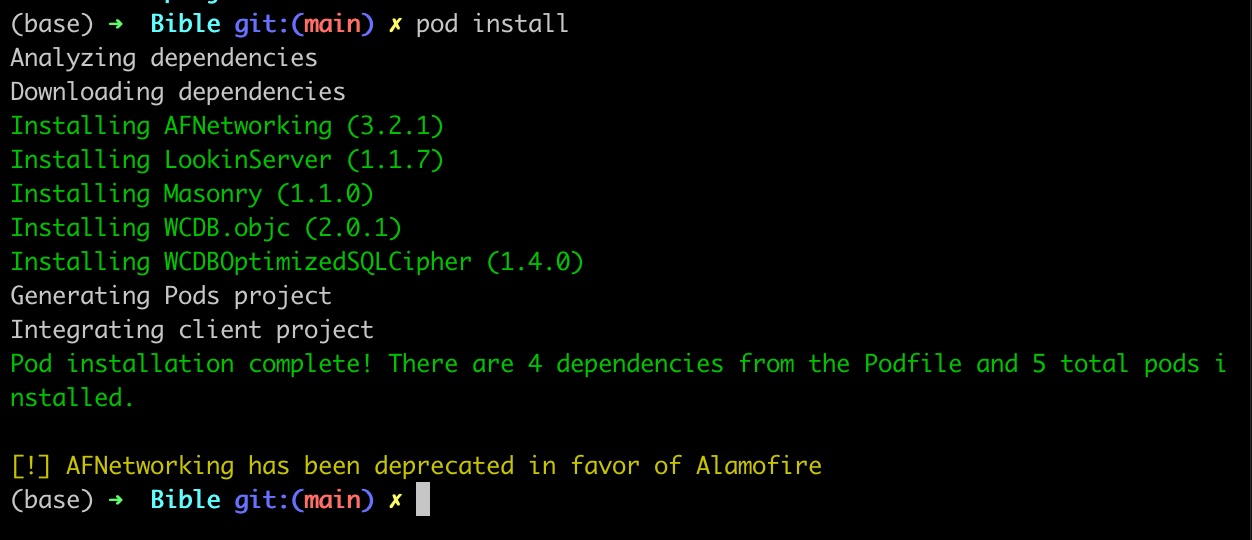 (base) ➜  Bible git:(main) ✗ pod install
Analyzing dependencies
Downloading dependencies
Installing AFNetworking (3.2.1)
Installing LookinServer (1.1.7)
Installing Masonry (1.1.0)
Installing WCDB.objc (2.0.1)
Installing WCDBOptimizedSQLCipher (1.4.0)
Generating Pods project
Integrating client project
Pod installation complete! There are 4 dependencies from the Podfile and 5 total pods i
nstalled.

[!] AFNetworking has been deprecated in favor of Alamofire
(base) ➜  Bible git:(main) ✗